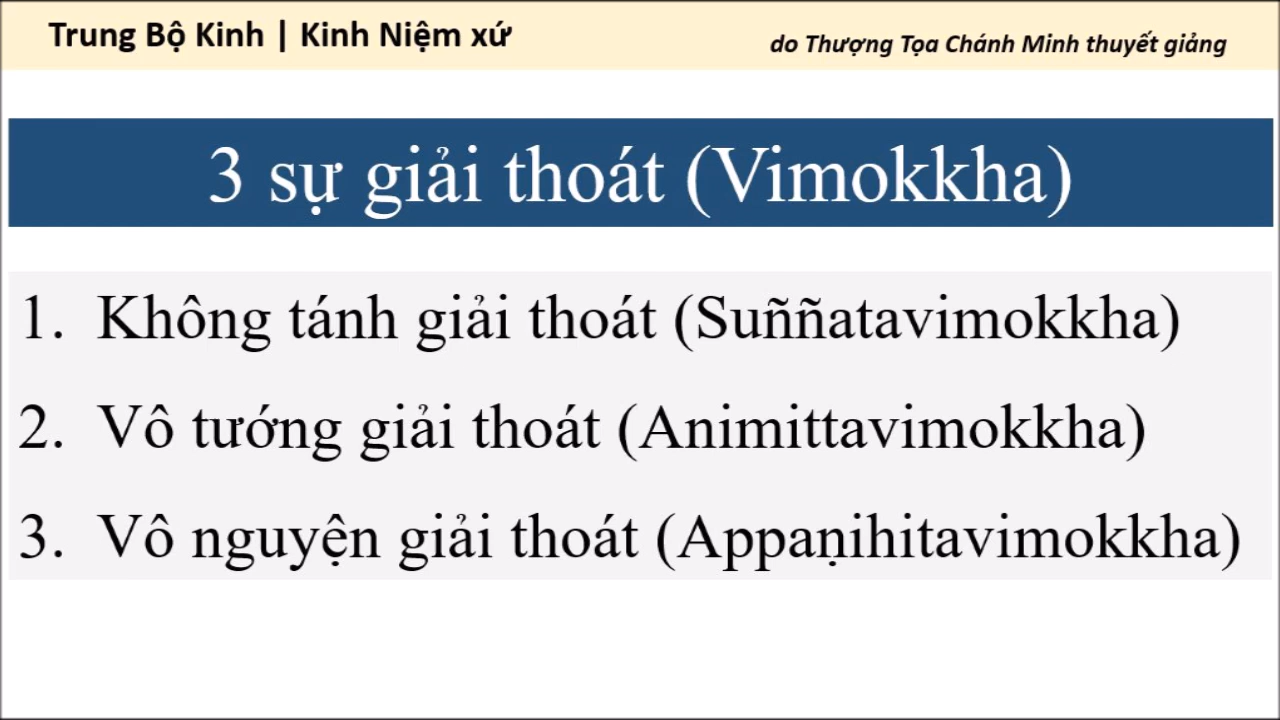 Trung Bộ Kinh | Kinh Niệm xứ
do Thượng Tọa Chánh Minh thuyết giảng
3 sự giải thoát (Vimokkha)
1. Không tánh giải thoát (Suññatavimokkha)
2. Vô tướng giải thoát (Animittavimokkha)
3. Vô nguyện giải thoát (Appaṇihitavimokkha)